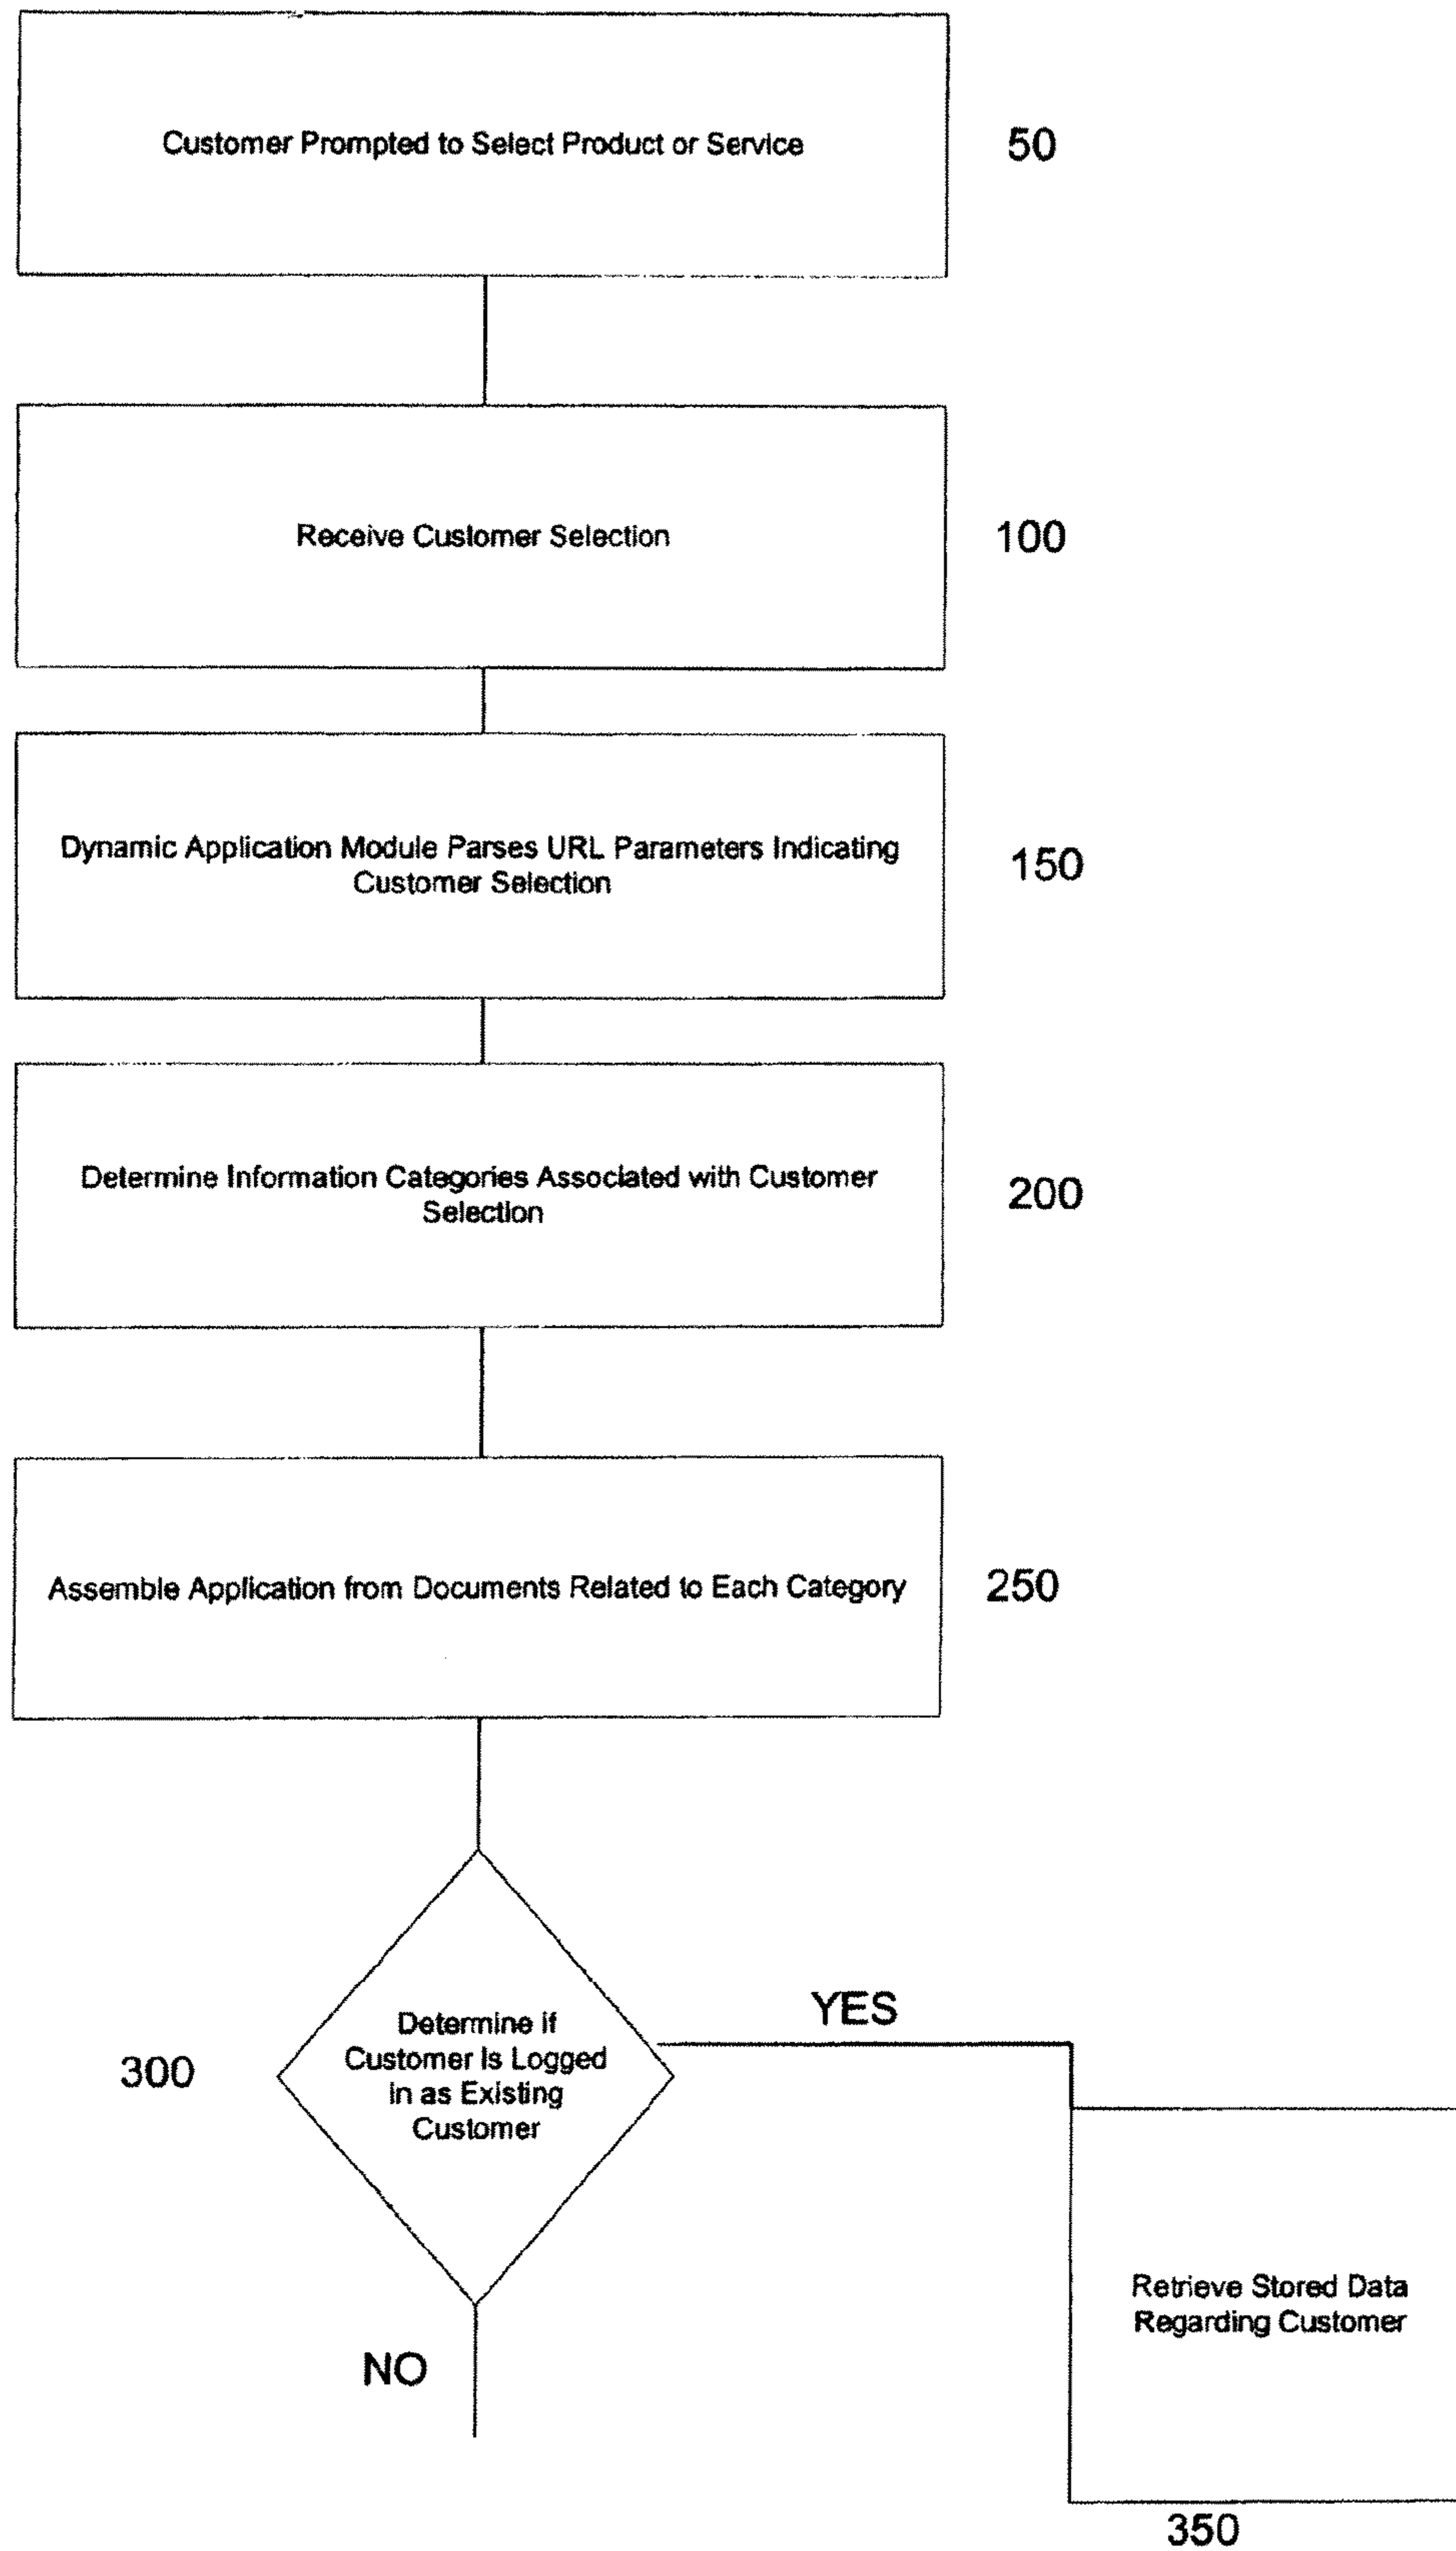 Customer Prompted to Select Product or Service
50
Receive Customer Selection
100
Dynamic Application Module Parses URL Parameters Indicating
Customer Selection
150
Determine Information Categories Associated with Customer
Selection
200
Assemble Application from Documents Related to Each Category
250
YES
Determine if
Customer Is Logged
in as Existing
Customer
300
Retrieve Stored Data
Regarding Customer
NO
350